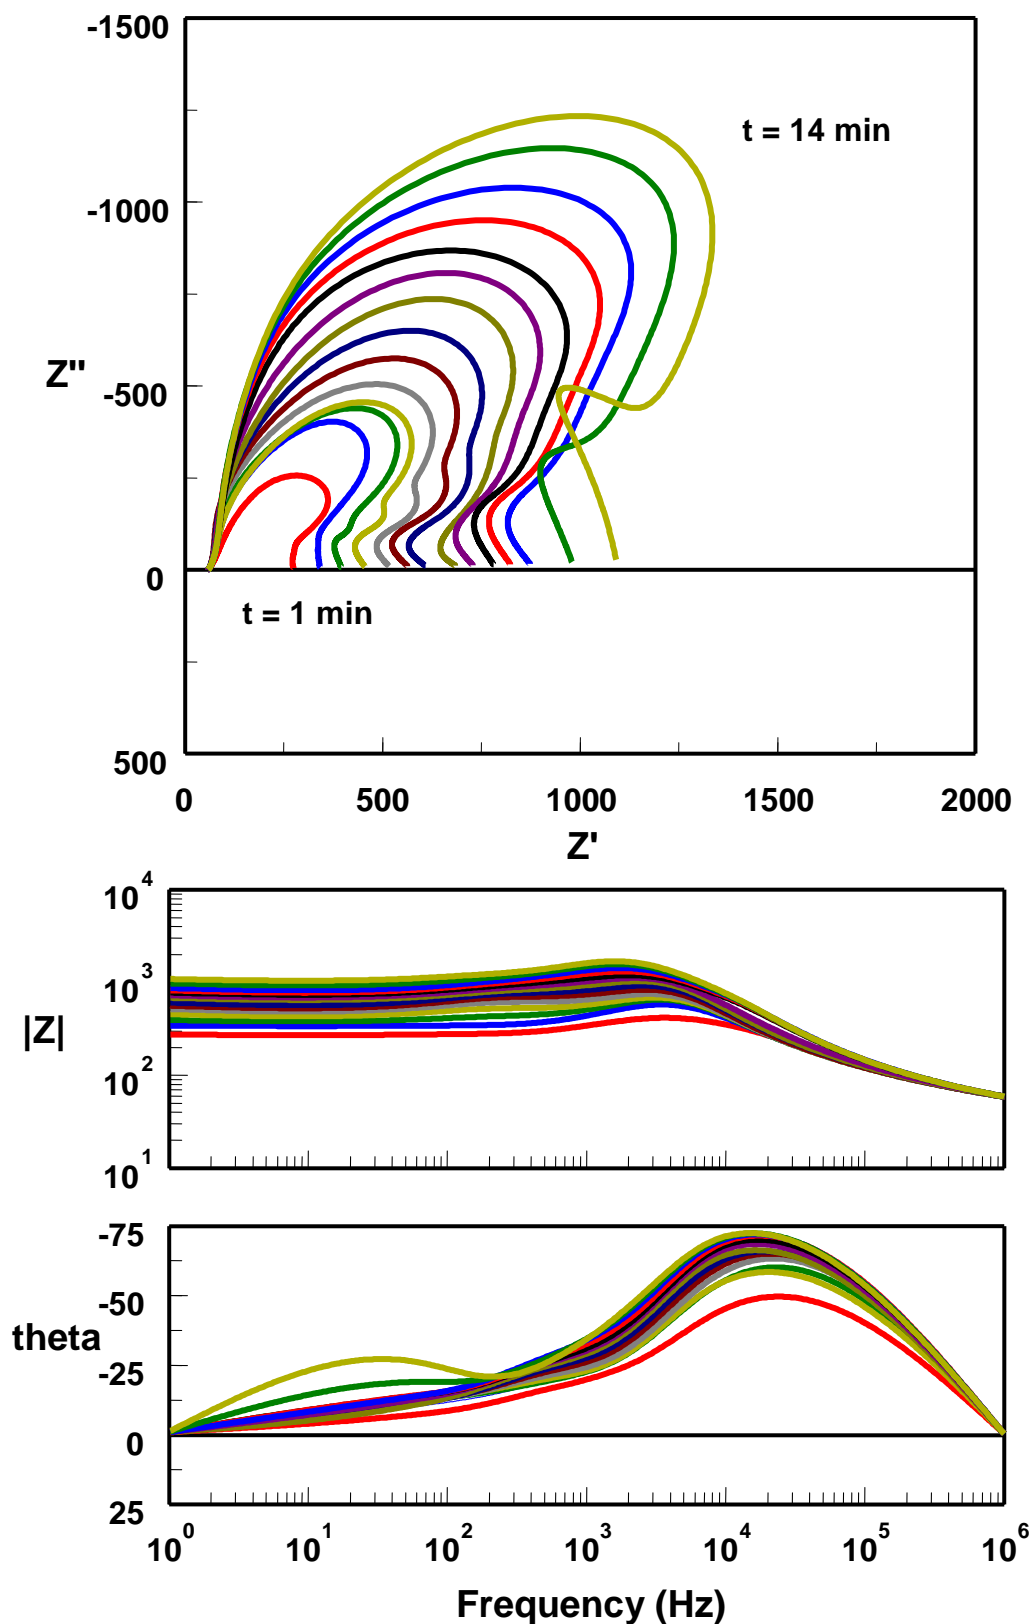 -1500
t = 14 min
-1000
Z''
-500
0
t = 1 min
500
0 500 1000 1500 2000
Z'
10^4
10^3
|Z|
10^2
10^1
-75
-50
theta
-25
0
25
10^0 10^1 10^2 10^3 10^4 10^5 10^6
Frequency (Hz)